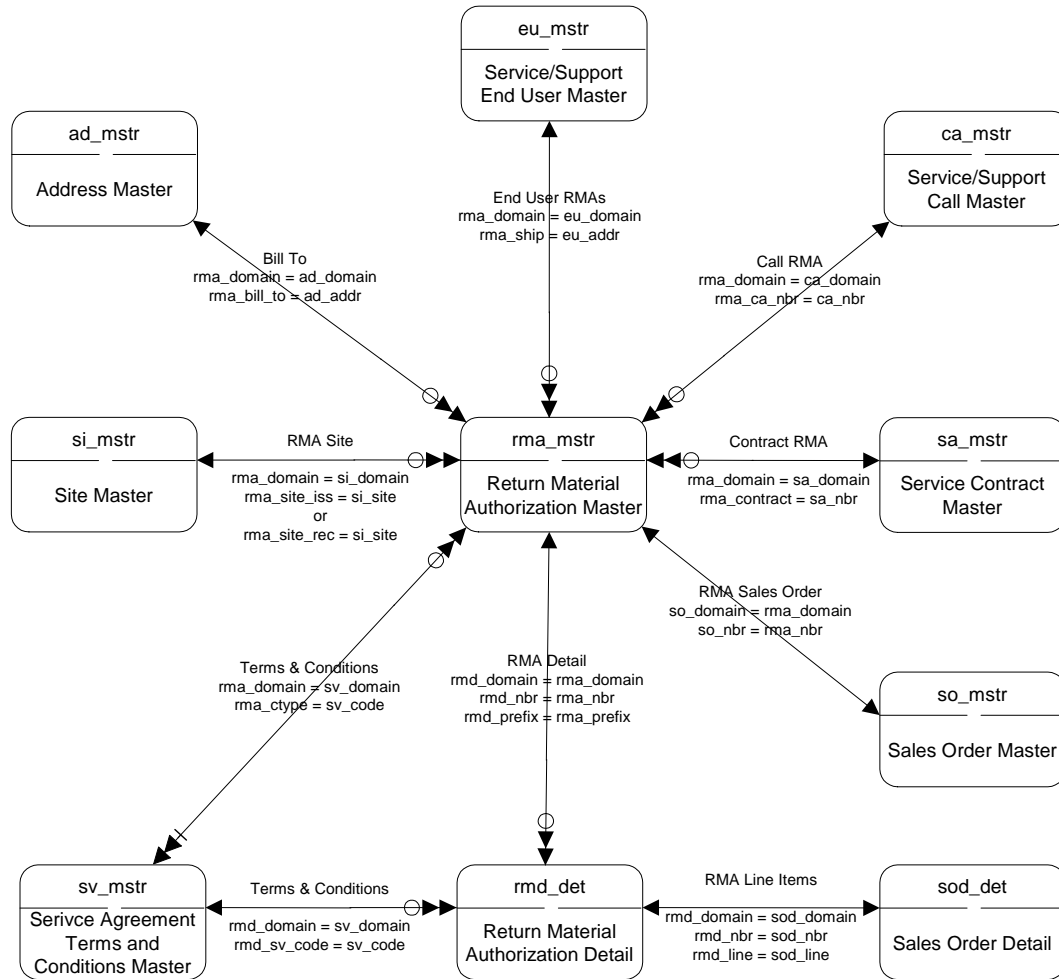 eu_mstr
Service/Support
End User Master
ad_mstr
Address Master
ca_mstr
Service/Support
Call Master
End User RMAs
rma_domain = eu_domain
rma_ship = eu_addr
Bill To
rma_domain = ad_domain
rma_bill_to = ad_addr
Call RMA
rma_domain = ca_domain
rma_ca_nbr = ca_nbr
si_mstr
Site Master
RMA Site
rma_domain = si_domain
rma_site_iss = si_site
or
rma_site_rec = si_site
rma_mstr
Return Material
Authorization Master
Contract RMA
rma_domain = sa_domain
rma_contract = sa_nbr
sa_mstr
Service Contract
Master
RMA Sales Order
so_domain = rma_domain
so_nbr = rma_nbr
Terms & Conditions
rma_domain = sv_domain
rma_ctype = sv_code
RMA Detail
rmd_domain = rma_domain
rmd_nbr = rma_nbr
rmd_prefix = rma_prefix
so_mstr
Sales Order Master
sv_mstr
Serivce Agreement
Terms and
Conditions Master
Terms & Conditions
rmd_domain = sv_domain
rmd_sv_code = sv_code
rmd_det
Return Material
Authorization Detail
RMA Line Items
rmd_domain = sod_domain
rmd_nbr = sod_nbr
rmd_line = sod_line
sod_det
Sales Order Detail